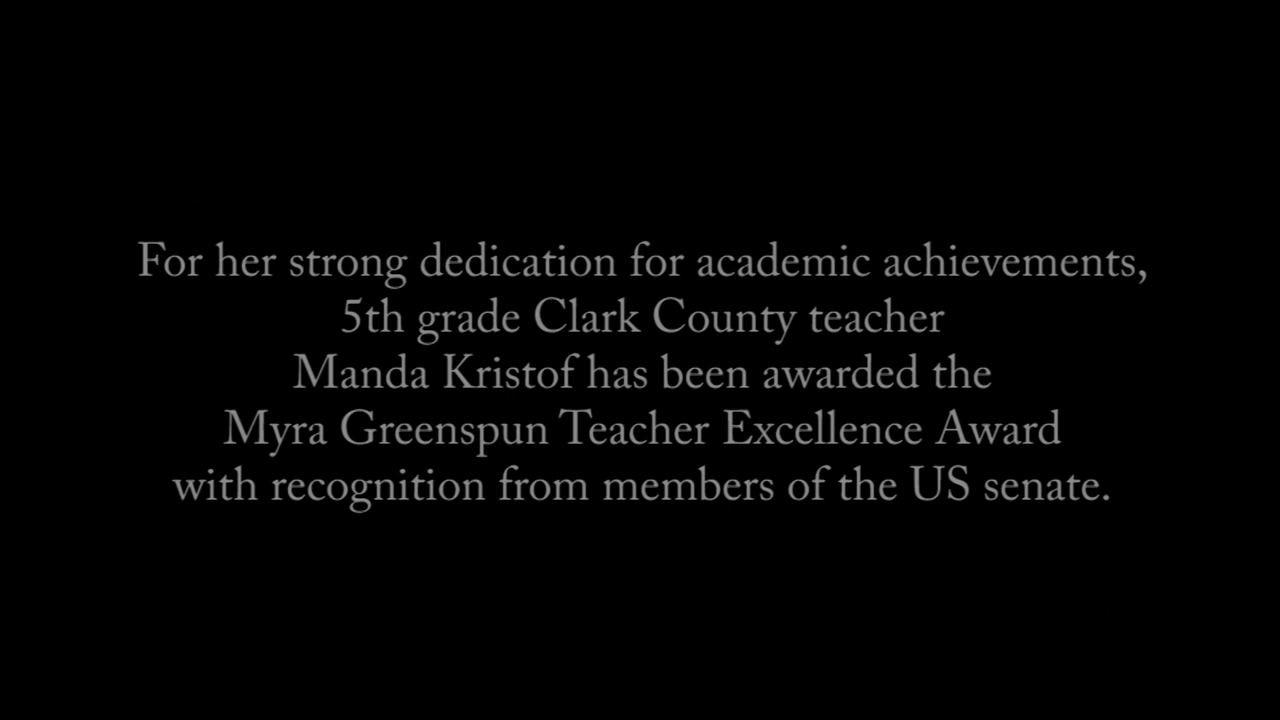 For her strong dedication for academic achievements,
5th grade Clark County teacher
Manda Kristof has been awarded the
Myra Greenspun Teacher Excellence Award
with recognition from members of the US senate.